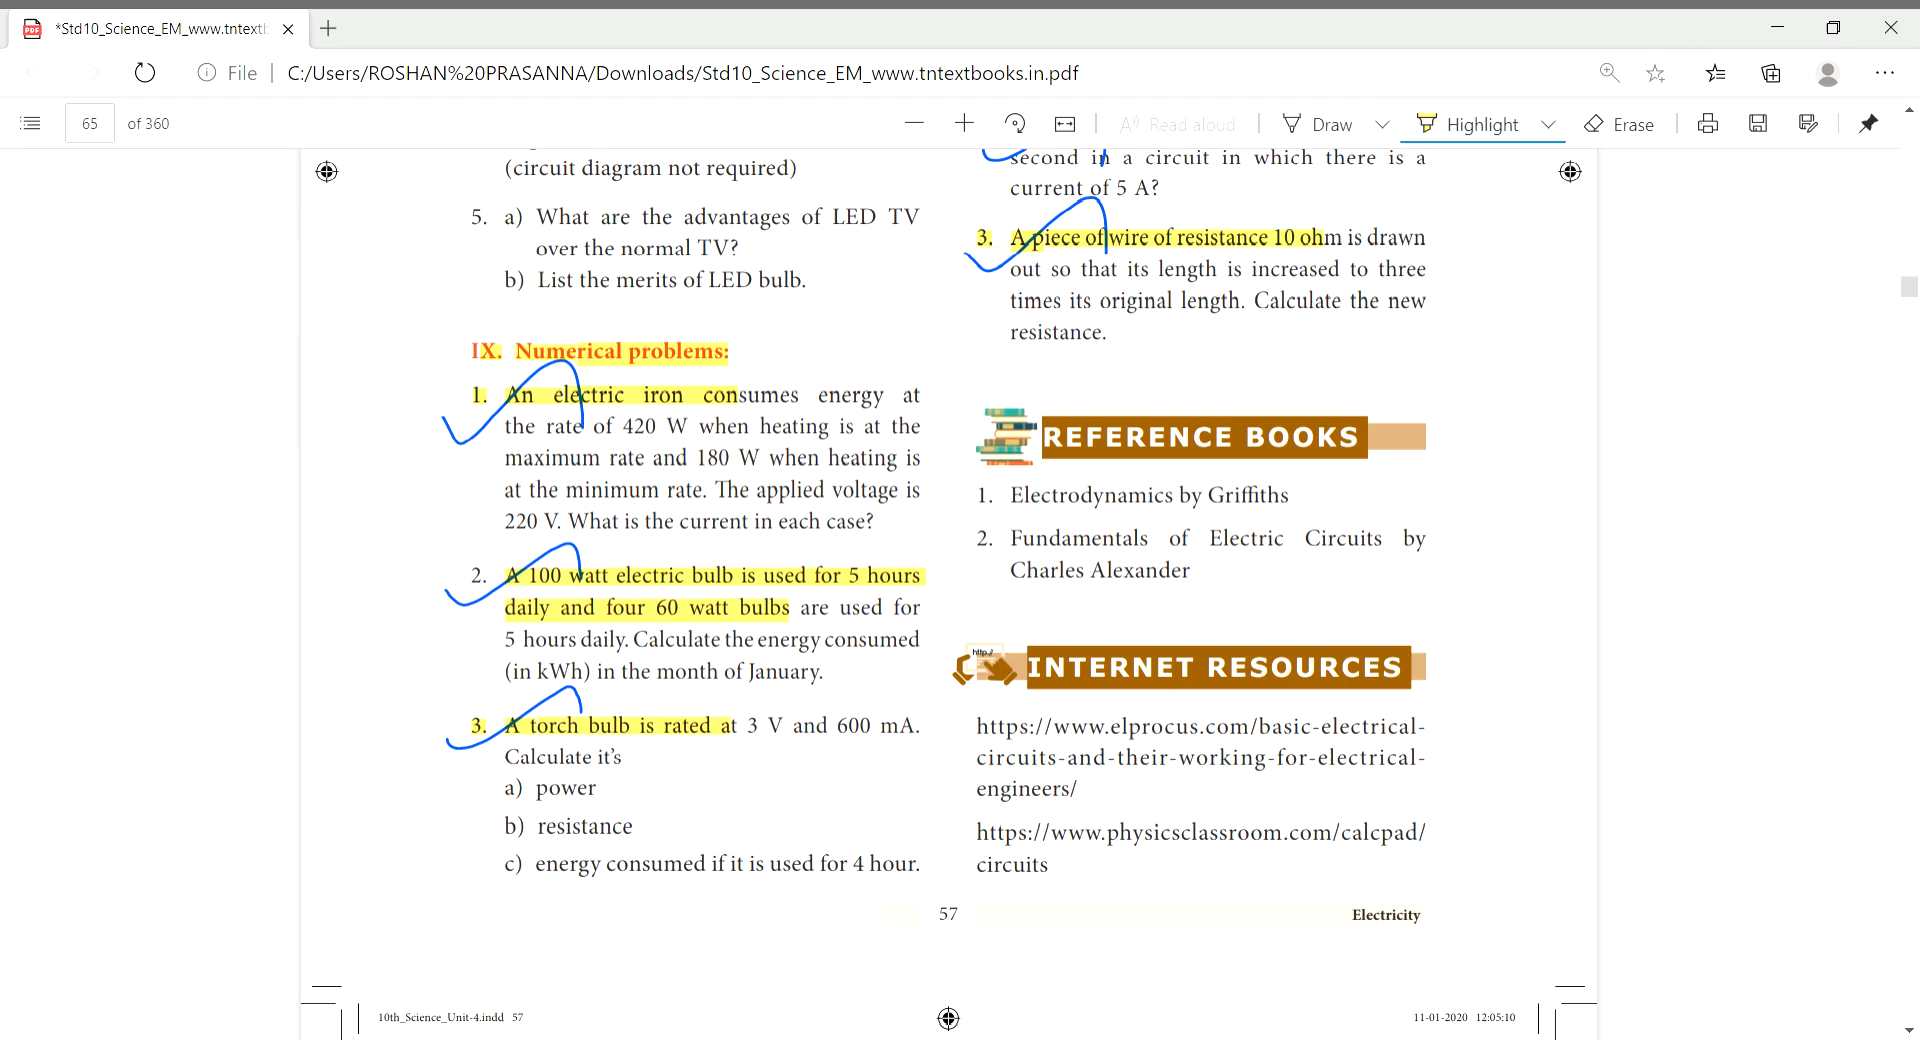 *Std10_Science_EM_www.tntextb
File
C:/Users/ROSHAN%20PRASANNA/Downloads/Std10_Science_EM_www.tntextbooks.in.pdf
65 of 360
Read aloud
Draw
Highlight
Erase
(circuit diagram not required)
5. a) What are the advantages of LED TV
over the normal TV?
b) List the merits of LED bulb.
IX. Numerical problems:
1. An electric iron consumes energy at
the rate of 420 W when heating is at the
maximum rate and 180 W when heating is
at the minimum rate. The applied voltage is
220 V. What is the current in each case?
2. A 100 watt electric bulb is used for 5 hours
daily and four 60 watt bulbs are used for
5 hours daily. Calculate the energy consumed
(in kWh) in the month of January.
3. A torch bulb is rated at 3 V and 600 mA.
Calculate it’s
a) power
b) resistance
c) energy consumed if it is used for 4 hour.
second in a circuit in which there is a
current of 5 A?
3. A piece of wire of resistance 10 ohm is drawn
out so that its length is increased to three
times its original length. Calculate the new
resistance.
REFERENCE BOOKS
1. Electrodynamics by Griffiths
2. Fundamentals of Electric Circuits by
Charles Alexander
http://
INTERNET RESOURCES
https://www.elprocus.com/basic-electrical-
circuits-and-their-working-for-electrical-
engineers/
https://www.physicsclassroom.com/calcpad/
circuits
57
Electricity
10th_Science_Unit-4.indd 57
11-01-2020 12:05:10